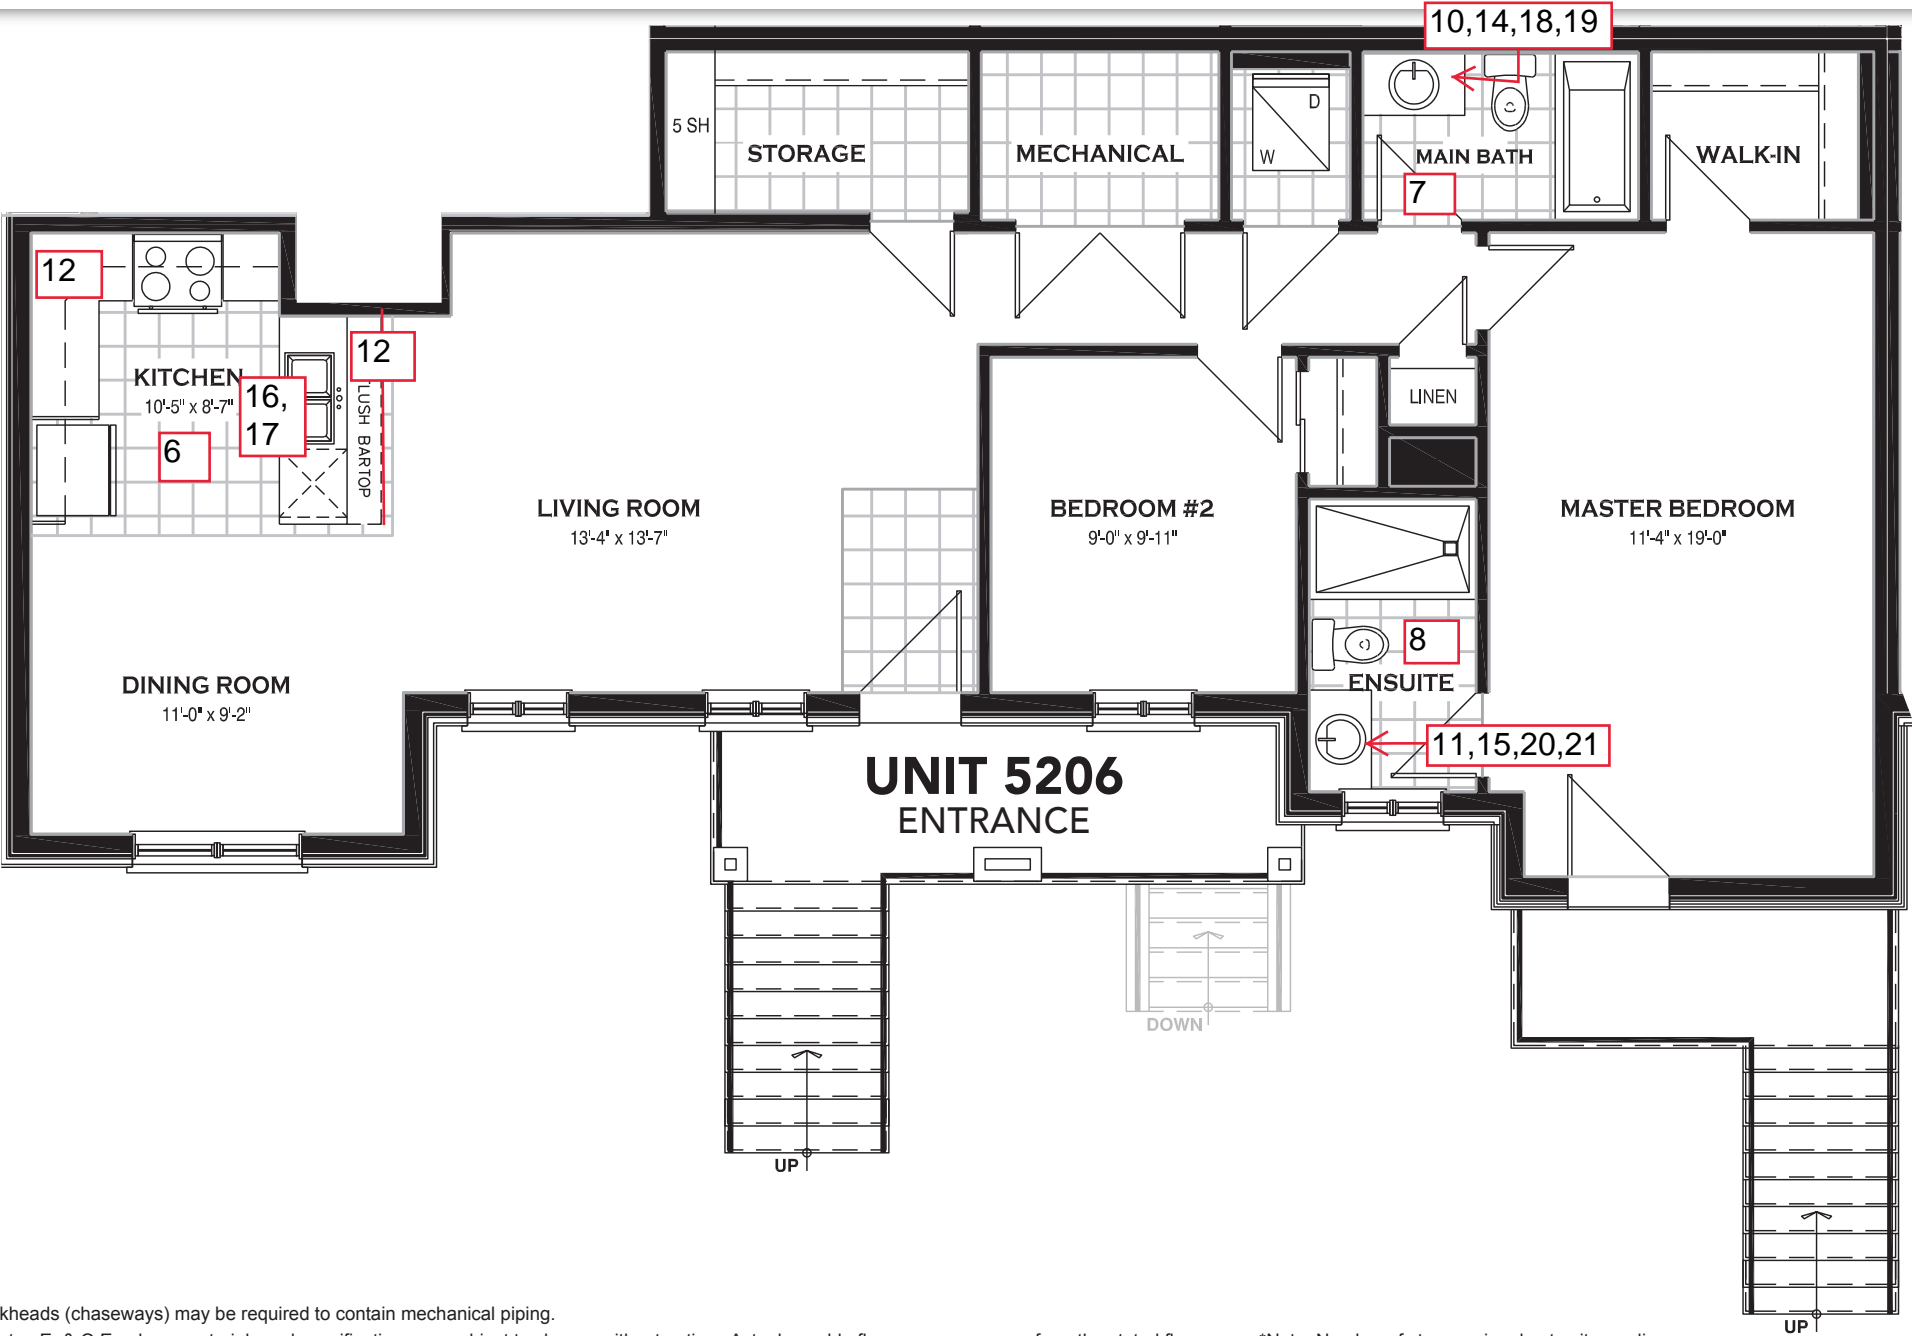 10,14,18,19
5 SH
STORAGE
MECHANICAL
D
W
MAIN BATH
7
WALK-IN
12
KITCHEN
10'-5" x 8'-7"
6
16,
17
12
BARTOP
LIVING ROOM
13'-4" x 13'-7"
BEDROOM #2
9'-0" x 9'-11"
LINEN
MASTER BEDROOM
11'-4" x 19'-0"
8
ENSUITE
11,15,20,21
DINING ROOM
11'-0" x 9'-2"
UNIT 5206
ENTRANCE
DOWN
UP
UP
(chaseways) may be required to contain mechanical piping.